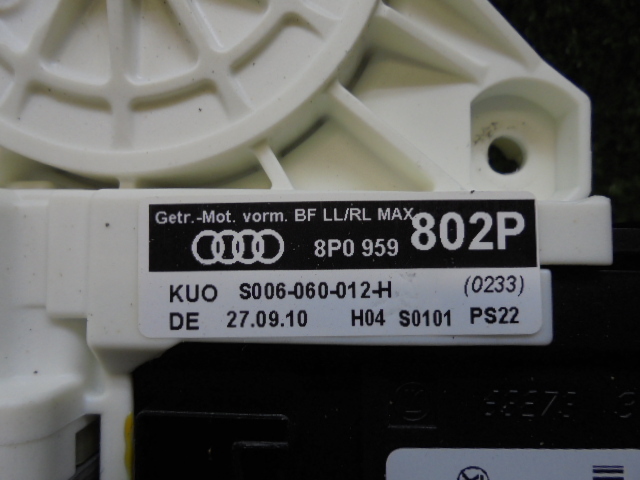 Getr.-Mot. vorm. BF LL/RL MAX
8P0 959 802P
KUO S006-060-012-H (0233)
DE 27.09.10 H04 S0101 PS22